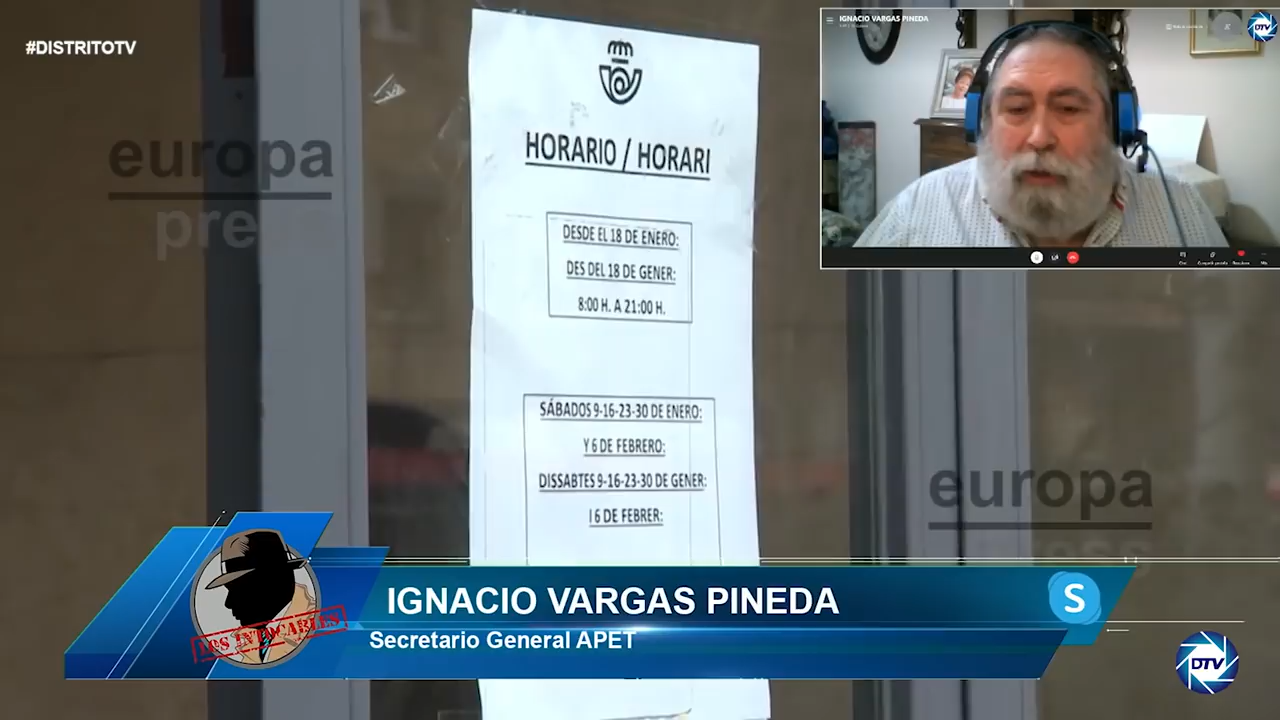 #DISTRITOTV
IGNACIO VARGAS PINEDA
DTV
europa
press
HORARIO / HORARI
DESDE EL 18 DE ENERO:
DES DEL 18 DE GENER:
8:00 H. A 21:00 H.
SÁBADOS 9-16-23-30 DE ENERO:
Y 6 DE FEBRERO:
DISSABTES 9-16-23-30 DE GENER:
I 6 DE FEBRER:
europa
press
LOS INTOCABLES
IGNACIO VARGAS PINEDA
Secretario General APET
S
DTV